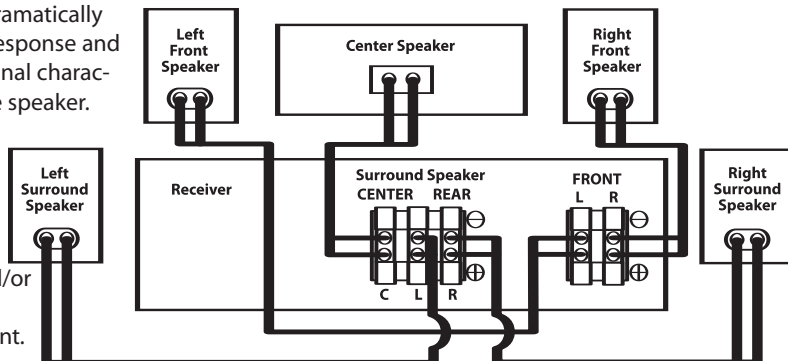 ramatically
esponse and
nal charac-
e speaker.
l/or
nt.
Left
Front
Speaker
Center Speaker
Right
Front
Speaker
Left
Surround
Speaker
Receiver
Surround Speaker
CENTER REAR
FRONT
L R
Right
Surround
Speaker
C L R